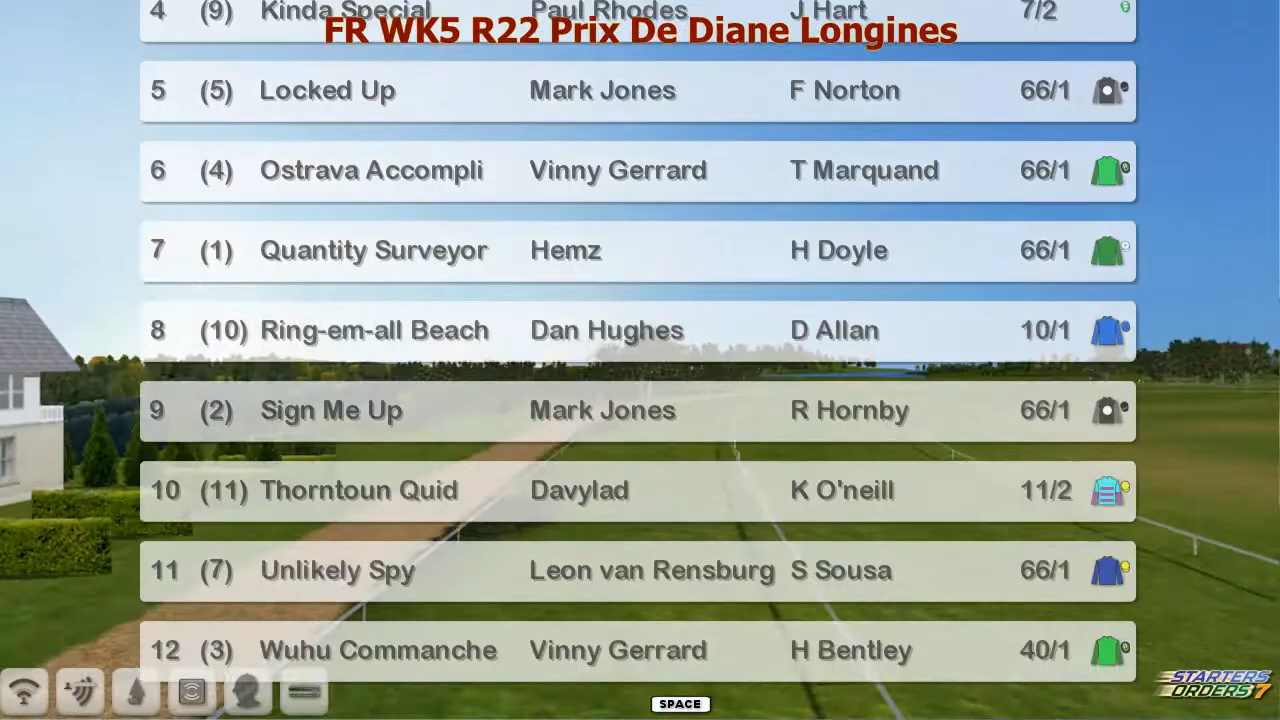 4 (9) Kinda Special Paul Rhodes J Hart 7/2
FR WK5 R22 Prix De Diane Longines
5 (5) Locked Up Mark Jones F Norton 66/1
6 (4) Ostrava Accompli Vinny Gerrard T Marquand 66/1
7 (1) Quantity Surveyor Hemz H Doyle 66/1
8 (10) Ring-em-all Beach Dan Hughes D Allan 10/1
9 (2) Sign Me Up Mark Jones R Hornby 66/1
10 (11) Thorntoun Quid Davylad K O'neill 11/2
11 (7) Unlikely Spy Leon van Rensburg S Sousa 66/1
12 (3) Wuhu Commanche Vinny Gerrard H Bentley 40/1
SPACE
STARTERS
ORDERS 7